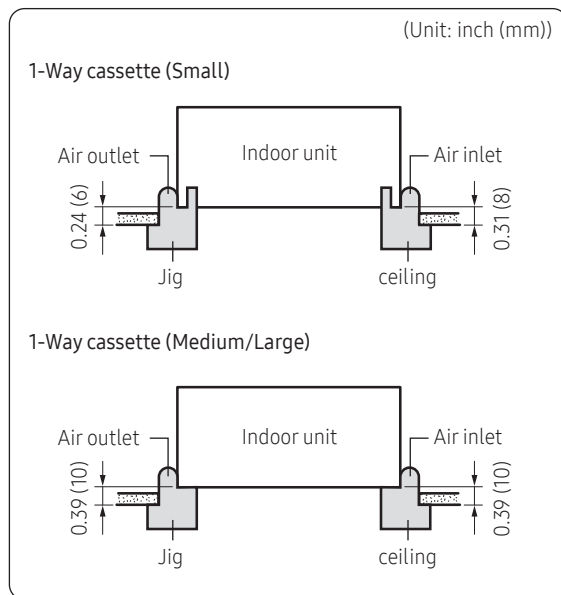 (Unit: inch (mm))
1-Way cassette (Small)
Air outlet
Indoor unit
Air inlet
0.24 (6)
0.31 (8)
Jig
ceiling
1-Way cassette (Medium/Large)
Air outlet
Indoor unit
Air inlet
0.39 (10)
0.39 (10)
Jig
ceiling